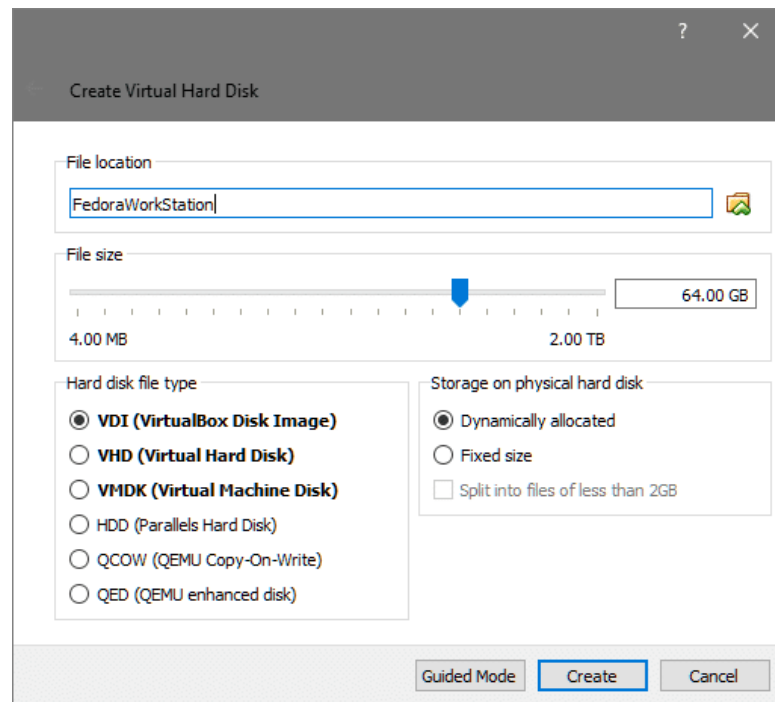 ?
Create Virtual Hard Disk
File location
FedoraWorkStation
File size
64.00 GB
4.00 MB 2.00 TB
Hard disk file type
VDI (VirtualBox Disk Image)
VHD (Virtual Hard Disk)
VMDK (Virtual Machine Disk)
HDD (Parallels Hard Disk)
QCOW (QEMU Copy-On-Write)
QED (QEMU enhanced disk)
Storage on physical hard disk
Dynamically allocated
Fixed size
Split into files of less than 2GB
Guided Mode Create Cancel